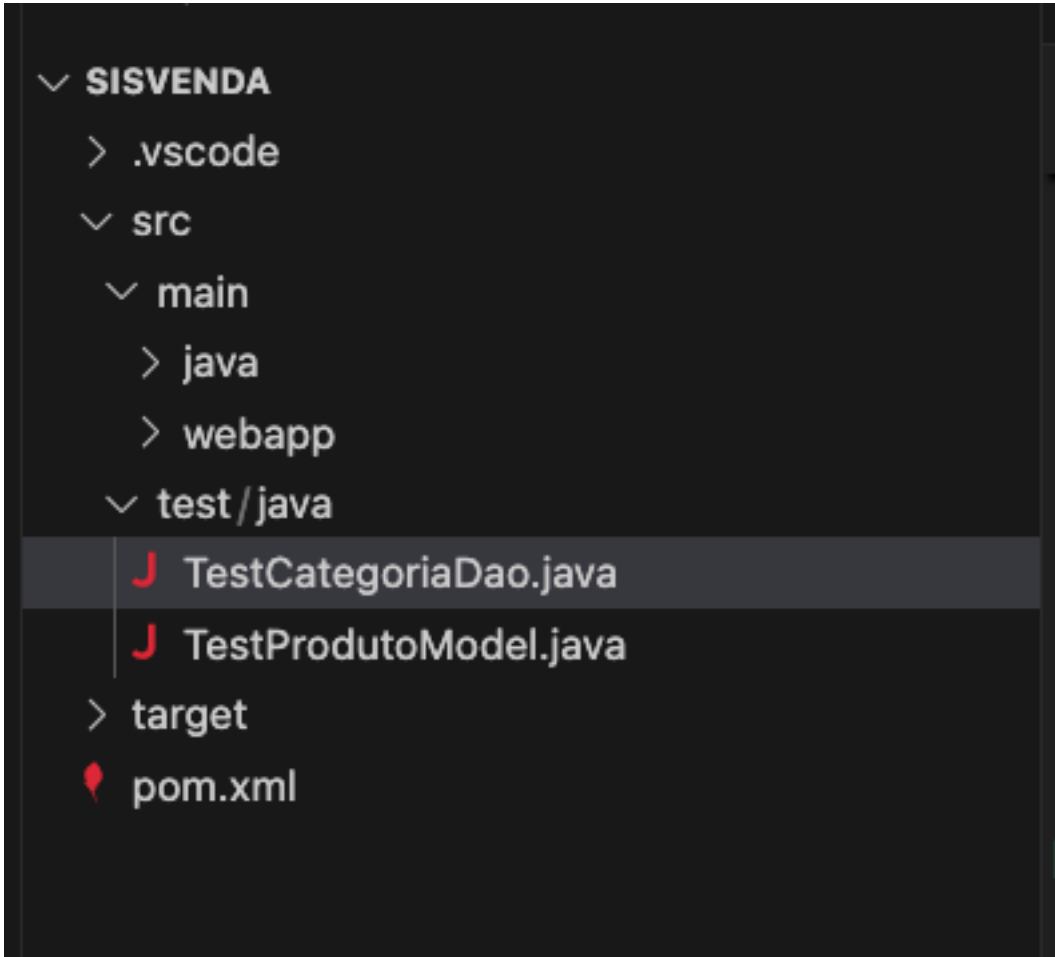 SISVENDA
.vscode
src
main
java
webapp
test/java
J TestCategoriaDao.java
J TestProdutoModel.java
target
pom.xml